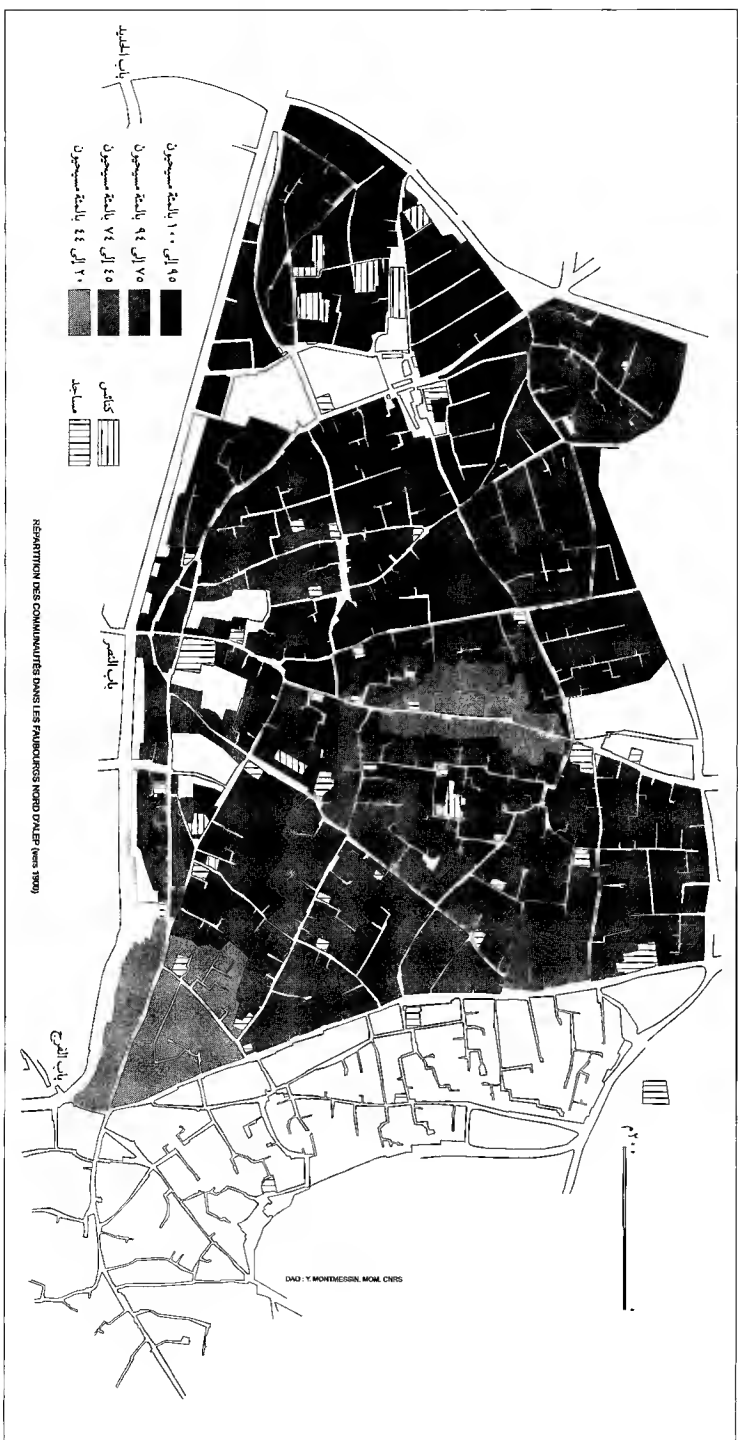 باب الحديد
٩٥ إلى ١٠٠ بالمئة مسيحيون
٧٥ إلى ٩٤ بالمئة مسيحيون
٤٥ إلى ٧٤ بالمئة مسيحيون
٢٠ إلى ٤٤ بالمئة مسيحيون
كنائس
مساجد
RÉPARTITION DES COMMUNAUTÉS DANS LES FAUBOURGS NORD D'ALEP (vers 1900)
باب النصر
باب الفرج
٢٠٠م
٠
DAO : Y. MONTMESSIN, MOM, CNRS